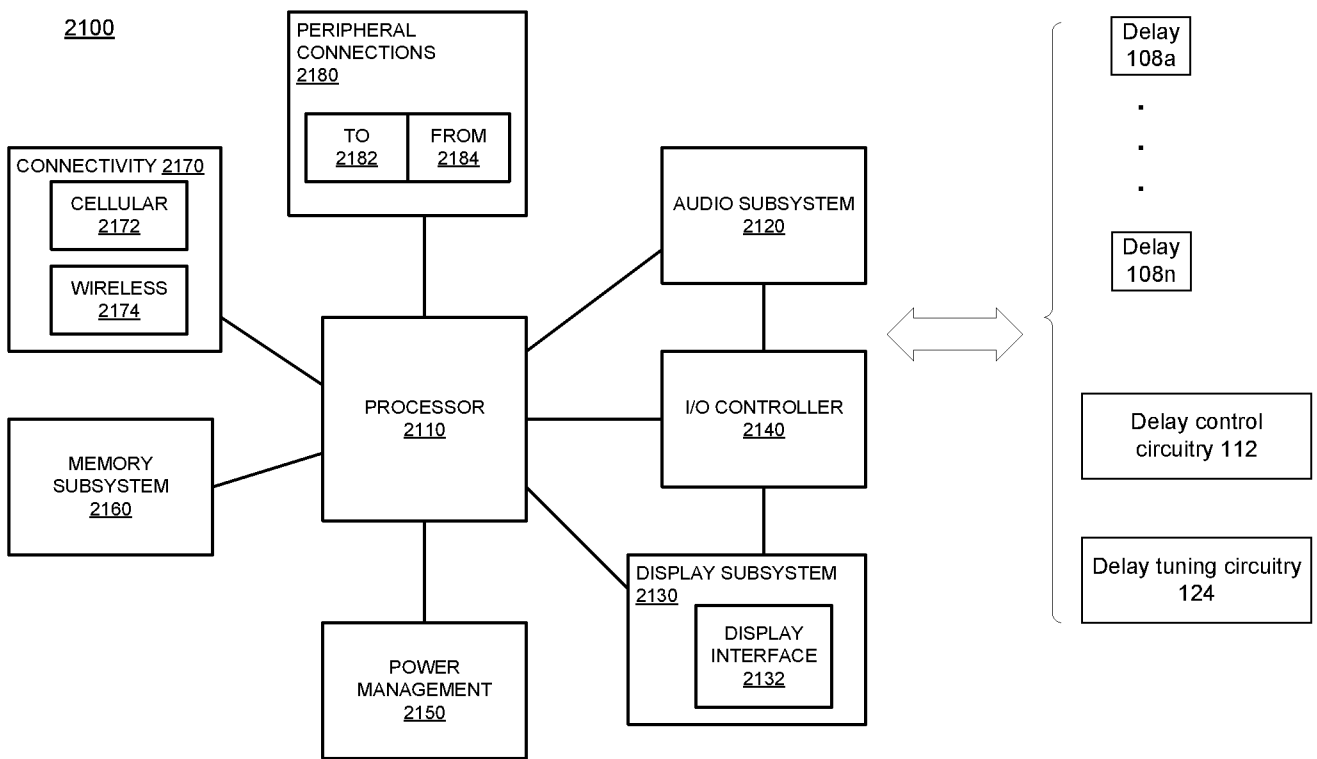 2100
PERIPHERAL
CONNECTIONS
2180
TO
2182
FROM
2184
CONNECTIVITY 2170
CELLULAR
2172
WIRELESS
2174
AUDIO SUBSYSTEM
2120
PROCESSOR
2110
I/O CONTROLLER
2140
MEMORY
SUBSYSTEM
2160
DISPLAY SUBSYSTEM
2130
DISPLAY
INTERFACE
2132
POWER
MANAGEMENT
2150
Delay
108a
Delay
108n
Delay control
circuitry 112
Delay tuning circuitry
124